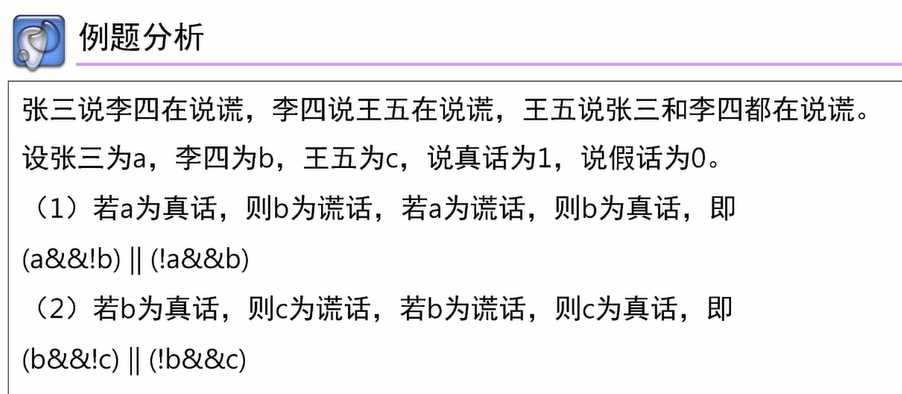 例题分析
张三说李四在说谎，李四说王五在说谎，王五说张三和李四都在说谎。
设张三为a，李四为b，王五为c，说真话为1，说假话为0。
（1）若a为真话，则b为谎话，若a为谎话，则b为真话，即
(a&&!b) || (!a&&b)
（2）若b为真话，则c为谎话，若b为谎话，则c为真话，即
(b&&!c) || (!b&&c)